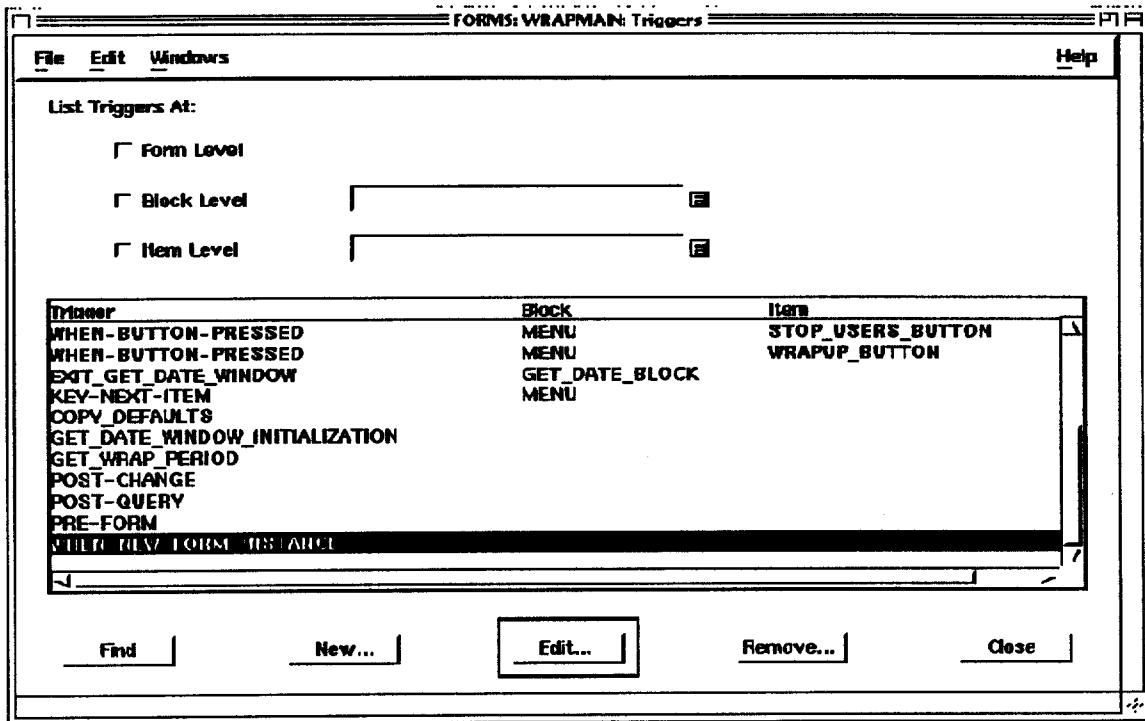 FORMS: WRAPMAIN: Triggers
File Edit Windows Help
List Triggers At:
Form Level
Block Level
Item Level
Trigger Block Item
WHEN-BUTTON-PRESSED MENU STOP_USERS_BUTTON
WHEN-BUTTON-PRESSED MENU WRAPUP_BUTTON
EXIT_GET_DATE_WINDOW GET_DATE_BLOCK
KEY-NEXT-ITEM MENU
COPY_DEFAULTS
GET_DATE_WINDOW_INITIALIZATION
GET_WRAP_PERIOD
POST-CHANGE
POST-QUERY
PRE-FORM
WHEN-NEW-FORM-INSTANCE
Find New... Edit... Remove... Close